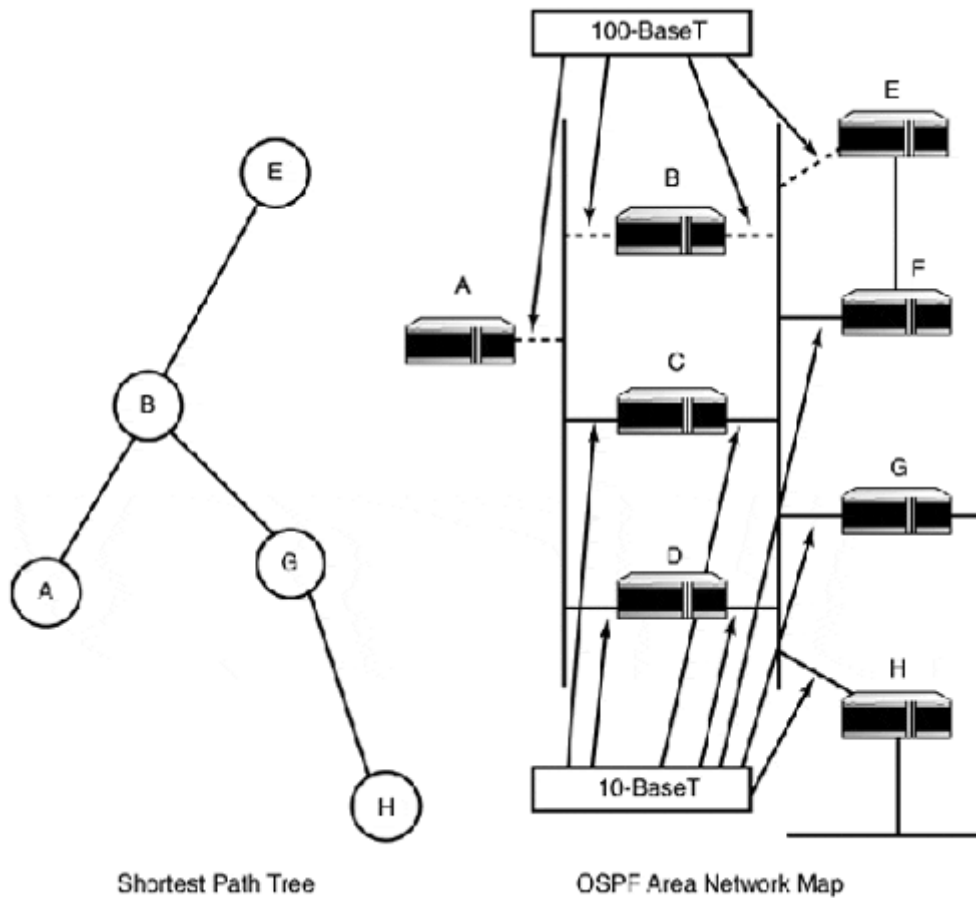 100-BaseT
E
E
B
F
A
B
C
G
G
A
D
H
H
10-BaseT
Shortest Path Tree
OSPF Area Network Map